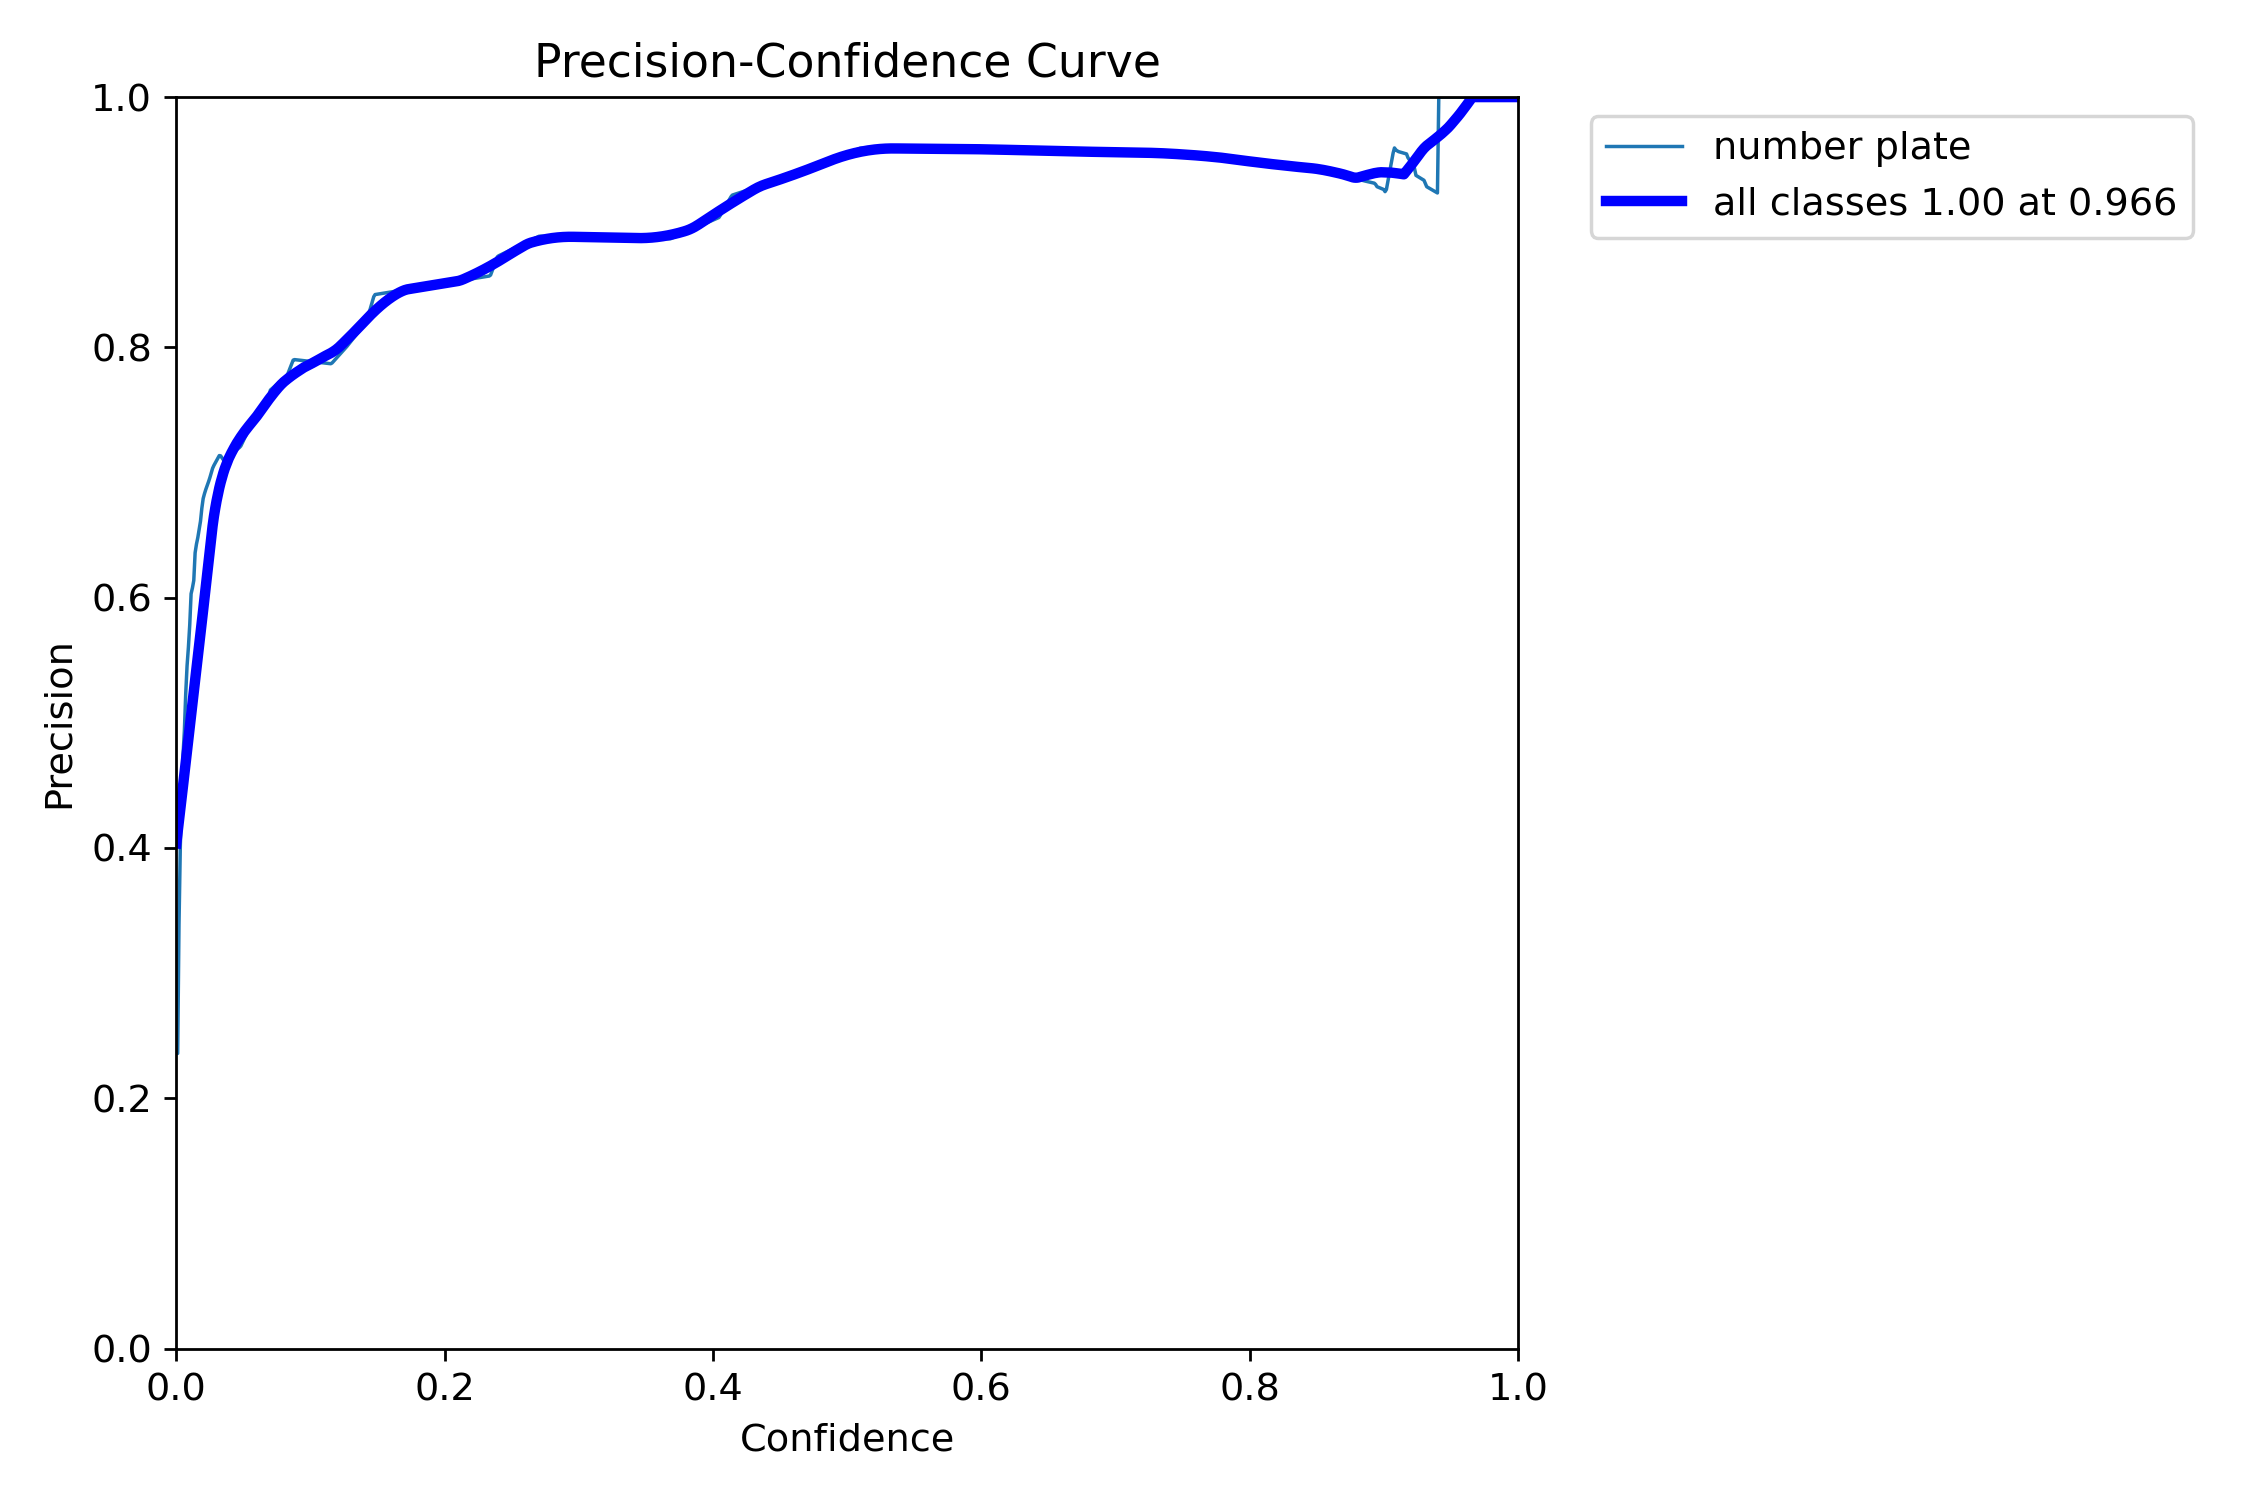 Precision-Confidence Curve
1.0
0.8
0.6
0.4
0.2
0.0
Precision
0.0 0.2 0.4 0.6 0.8 1.0
Confidence
number plate
all classes 1.00 at 0.966